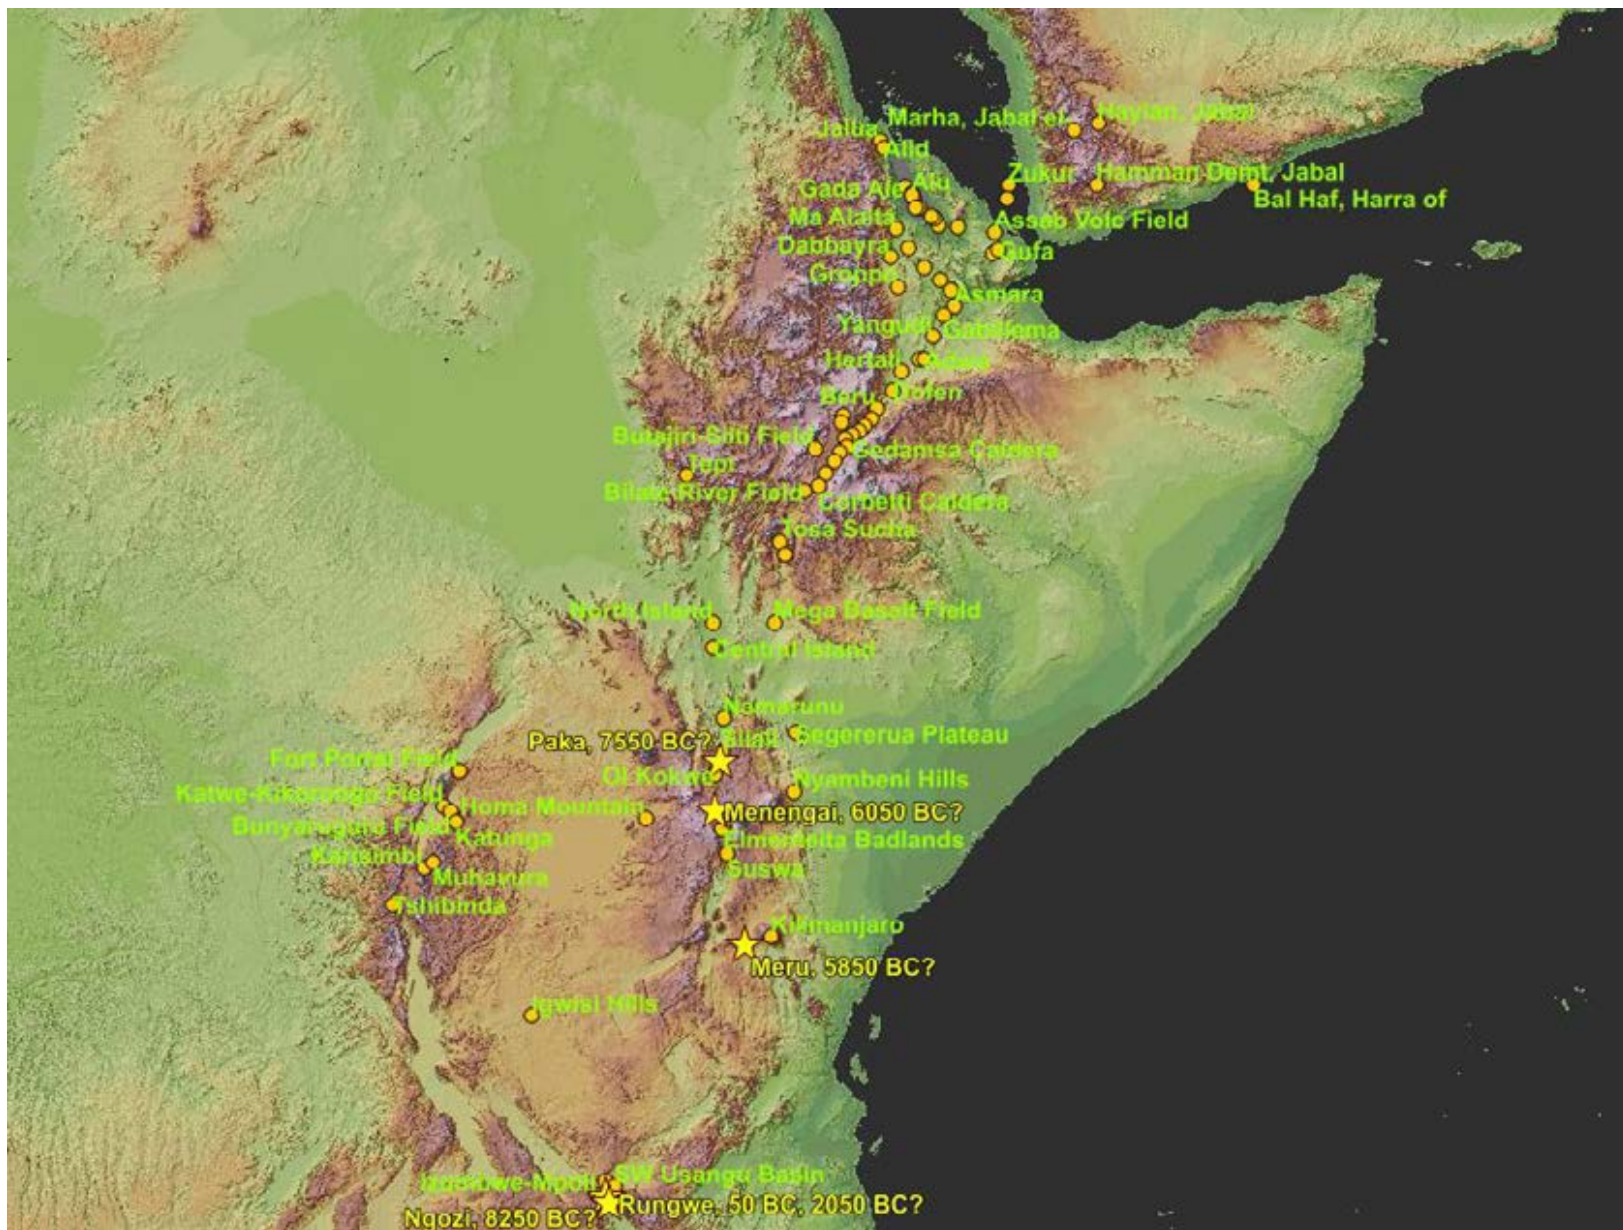 Marha, Jabal el-
Haylan, Jabal
Jalua
Alid
Alu
Zukur
Hamman Demt, Jabal
Gada Ale
Bal Haf, Harra of
Ma Alalta
Assab Volc Field
Dabbayra
Gufa
Groppo
Asmara
Yangudi
Gabillema
Hertali
Adwa
Dofen
Beru
Butajiri-Silti Field
Gedamsa Caldera
Tepi
Bilate River Field
Corbetti Caldera
Tosa Sucha
North Island
Mega Basalt Field
Central Island
Namarunu
Silali
Segererua Plateau
Paka, 7550 BC?
Fort Portal Field
Ol Kokwe
Nyambeni Hills
Katwe-Kikorongo Field
Homa Mountain
Menengai, 6050 BC?
Bunyaruguru Field
Katunga
Elmenteita Badlands
Karisimbi
Suswa
Muhavura
Tshibinda
Kilimanjaro
Meru, 5850 BC?
Igwisi Hills
SW Usangu Basin
Izumbwe-Mpoli
Rungwe, 50 BC, 2050 BC?
Ngozi, 8250 BC?